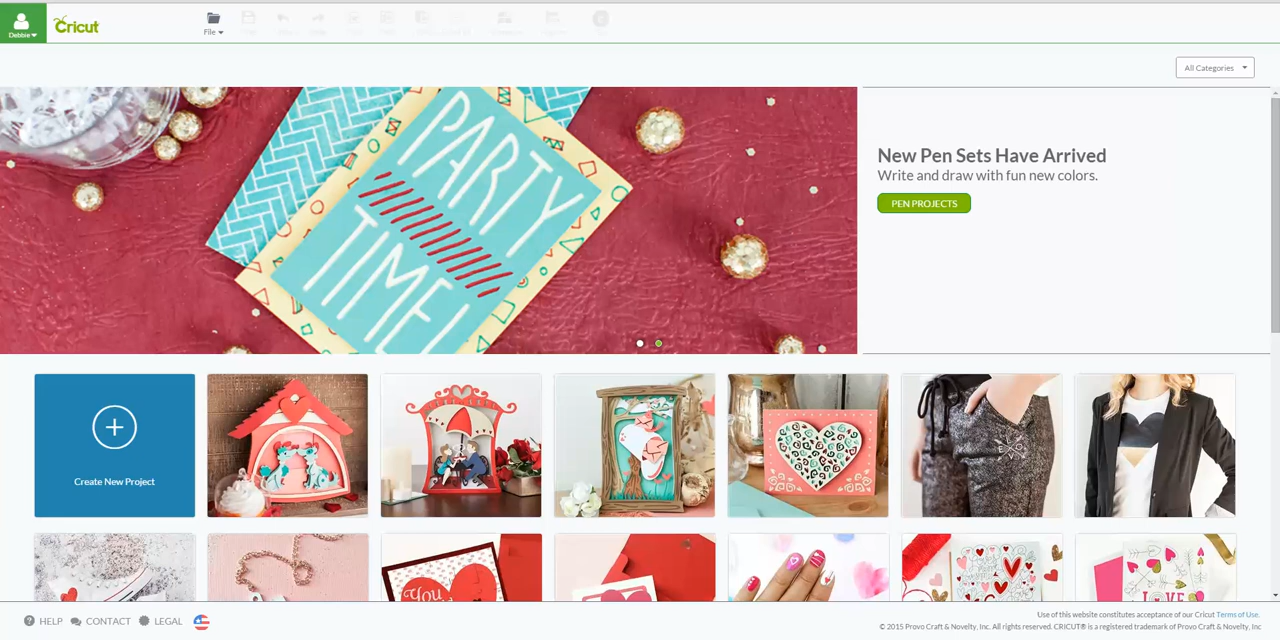 Debbie
Cricut
File
All Categories
PARTY
TIME!
New Pen Sets Have Arrived
Write and draw with fun new colors.
PEN PROJECTS
Create New Project
You
LOVE
HELP
CONTACT
LEGAL
Use of this website constitutes acceptance of our Cricut Terms of Use.
© 2015 Provo Craft & Novelty, Inc. All rights reserved. CRICUT® is a registered trademark of Provo Craft & Novelty, Inc